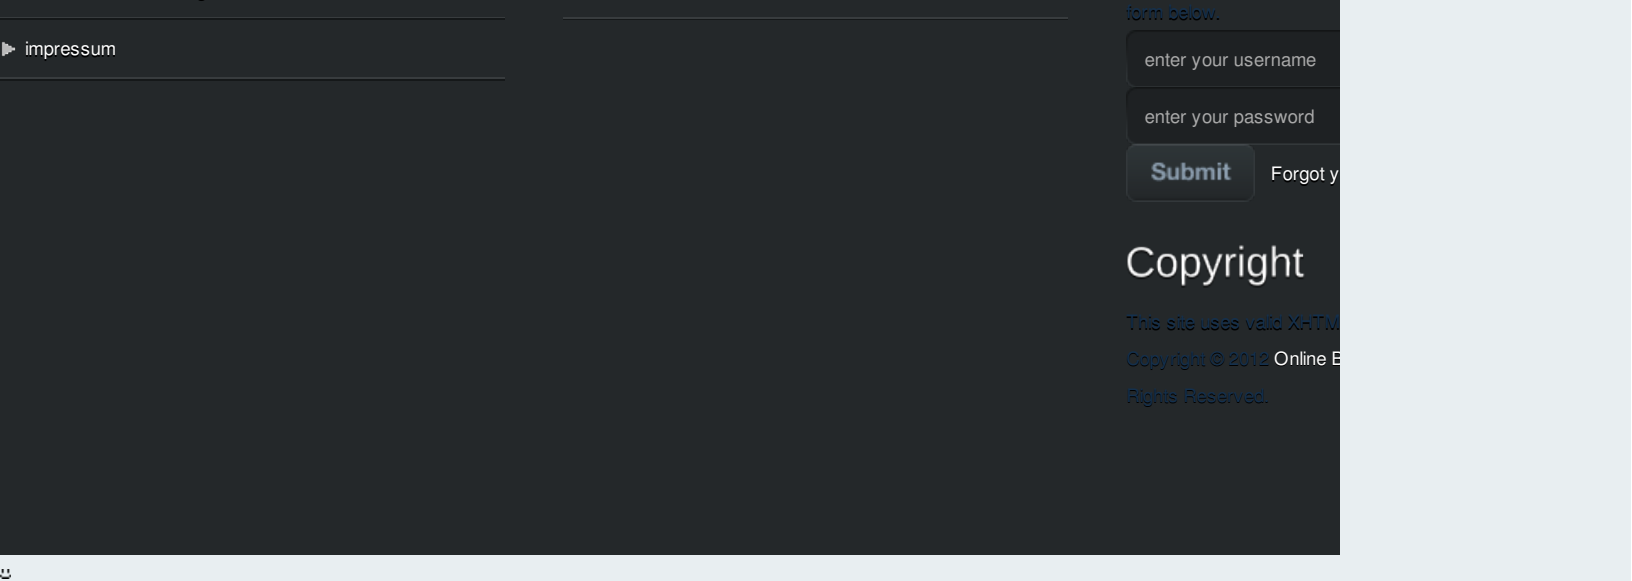 form below.
impressum
enter your username
enter your password
Submit Forgot y
Copyright
This site uses valid XHTM
Copyright © 2012 Online E
Rights Reserved.